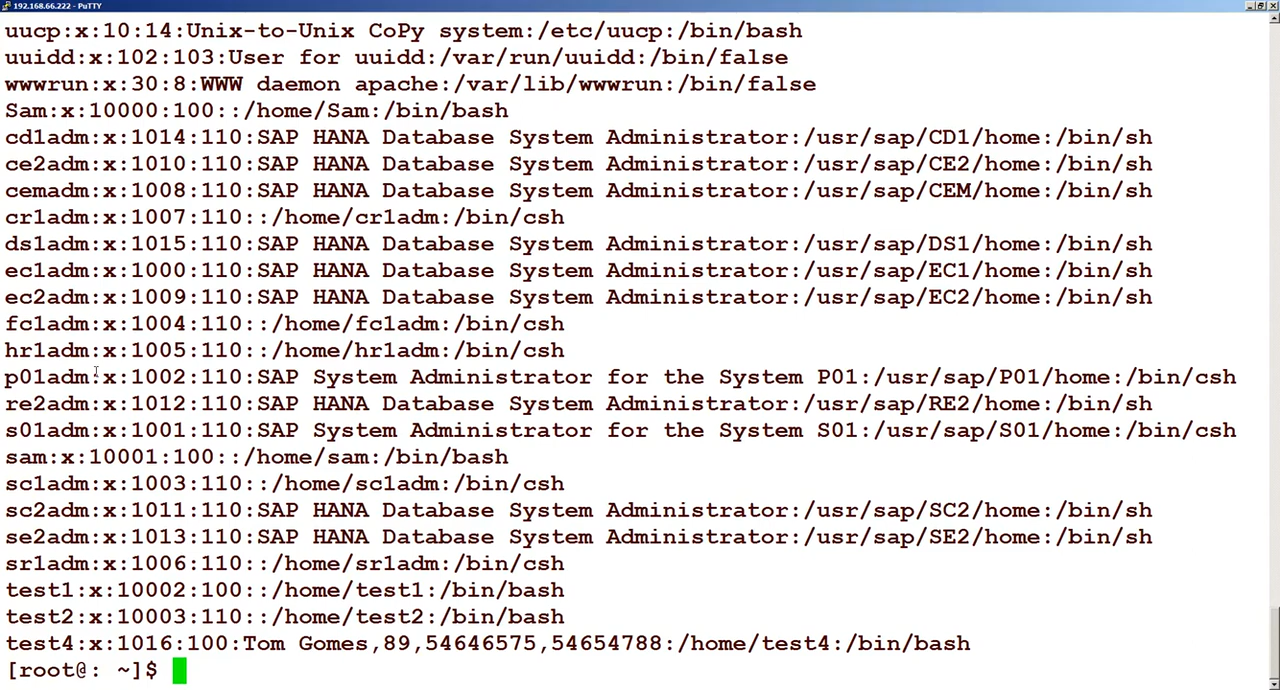 192.168.66.222 - PuTTY
uucp:x:10:14:Unix-to-Unix CoPy system:/etc/uucp:/bin/bash
uuidd:x:102:103:User for uuidd:/var/run/uuidd:/bin/false
wwwrun:x:30:8:WWW daemon apache:/var/lib/wwwrun:/bin/false
Sam:x:10000:100::/home/Sam:/bin/bash
cd1adm:x:1014:110:SAP HANA Database System Administrator:/usr/sap/CD1/home:/bin/sh
ce2adm:x:1010:110:SAP HANA Database System Administrator:/usr/sap/CE2/home:/bin/sh
cemadm:x:1008:110:SAP HANA Database System Administrator:/usr/sap/CEM/home:/bin/sh
cr1adm:x:1007:110::/home/cr1adm:/bin/csh
ds1adm:x:1015:110:SAP HANA Database System Administrator:/usr/sap/DS1/home:/bin/sh
ec1adm:x:1000:110:SAP HANA Database System Administrator:/usr/sap/EC1/home:/bin/sh
ec2adm:x:1009:110:SAP HANA Database System Administrator:/usr/sap/EC2/home:/bin/sh
fc1adm:x:1004:110::/home/fc1adm:/bin/csh
hr1adm:x:1005:110::/home/hr1adm:/bin/csh
p01adm:x:1002:110:SAP System Administrator for the System P01:/usr/sap/P01/home:/bin/csh
re2adm:x:1012:110:SAP HANA Database System Administrator:/usr/sap/RE2/home:/bin/sh
s01adm:x:1001:110:SAP System Administrator for the System S01:/usr/sap/S01/home:/bin/csh
sam:x:10001:100::/home/sam:/bin/bash
sc1adm:x:1003:110::/home/sc1adm:/bin/csh
sc2adm:x:1011:110:SAP HANA Database System Administrator:/usr/sap/SC2/home:/bin/sh
se2adm:x:1013:110:SAP HANA Database System Administrator:/usr/sap/SE2/home:/bin/sh
sr1adm:x:1006:110::/home/sr1adm:/bin/csh
test1:x:10002:100::/home/test1:/bin/bash
test2:x:10003:110::/home/test2:/bin/bash
test4:x:1016:100:Tom Gomes,89,54646575,54654788:/home/test4:/bin/bash
[root@: ~]$